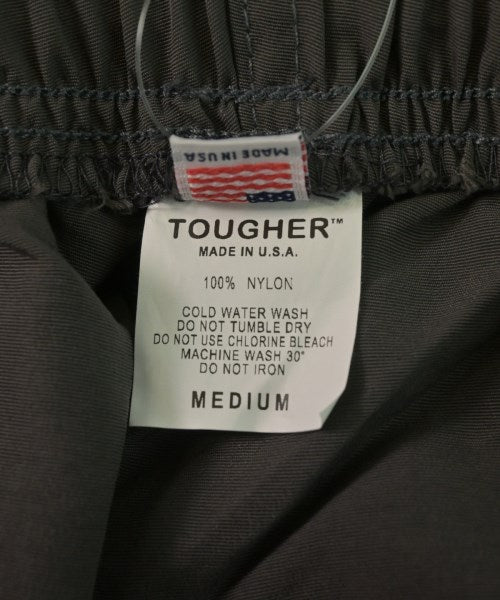 MADE IN USA
TOUGHER™
MADE IN U.S.A.
100% NYLON
COLD WATER WASH
DO NOT TUMBLE DRY
DO NOT USE CHLORINE BLEACH
MACHINE WASH 30°
DO NOT IRON
MEDIUM